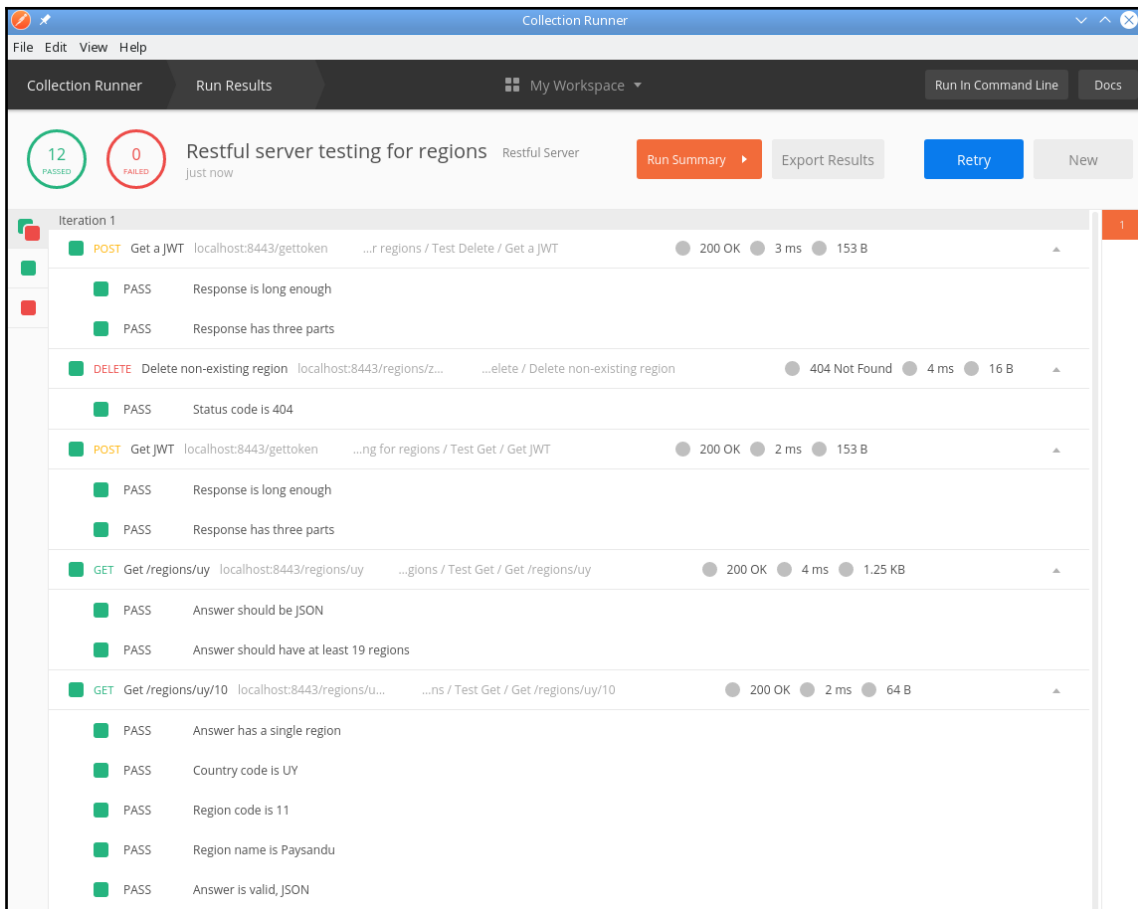 Collection Runner
File Edit View Help
Collection Runner Run Results My Workspace Run In Command Line Docs
12 PASSED 0 FAILED Restful server testing for regions Restful Server Run Summary Export Results Retry New
just now
Iteration 1 1
POST Get a JWT localhost:8443/gettoken ...r regions / Test Delete / Get a JWT 200 OK 3 ms 153 B
PASS Response is long enough
PASS Response has three parts
DELETE Delete non-existing region localhost:8443/regions/z... ...elete / Delete non-existing region 404 Not Found 4 ms 16 B
PASS Status code is 404
POST Get JWT localhost:8443/gettoken ...ng for regions / Test Get / Get JWT 200 OK 2 ms 153 B
PASS Response is long enough
PASS Response has three parts
GET Get /regions/uy localhost:8443/regions/uy ...gions / Test Get / Get /regions/uy 200 OK 4 ms 1.25 KB
PASS Answer should be JSON
PASS Answer should have at least 19 regions
GET Get /regions/uy/10 localhost:8443/regions/u... ...ns / Test Get / Get /regions/uy/10 200 OK 2 ms 64 B
PASS Answer has a single region
PASS Country code is UY
PASS Region code is 11
PASS Region name is Paysandu
PASS Answer is valid, JSON